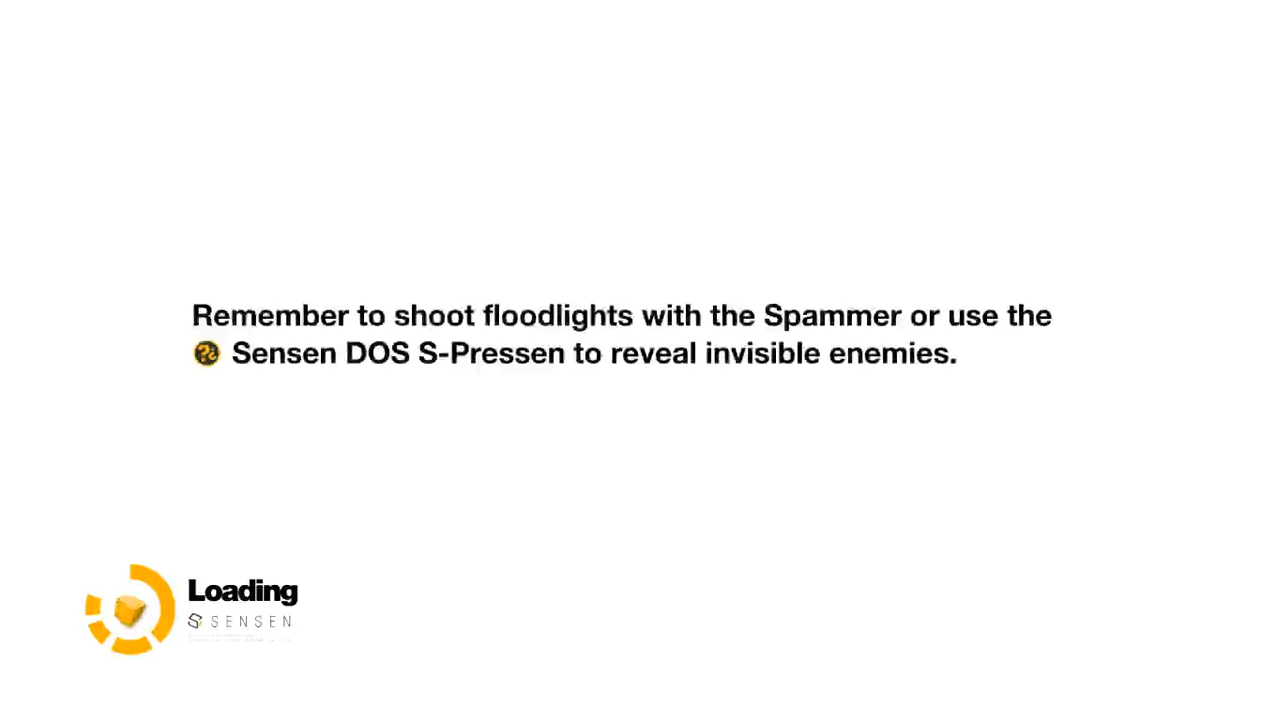 Remember to shoot floodlights with the Spammer or use the
Sensen DOS S-Pressen to reveal invisible enemies.
Loading
SENSEN